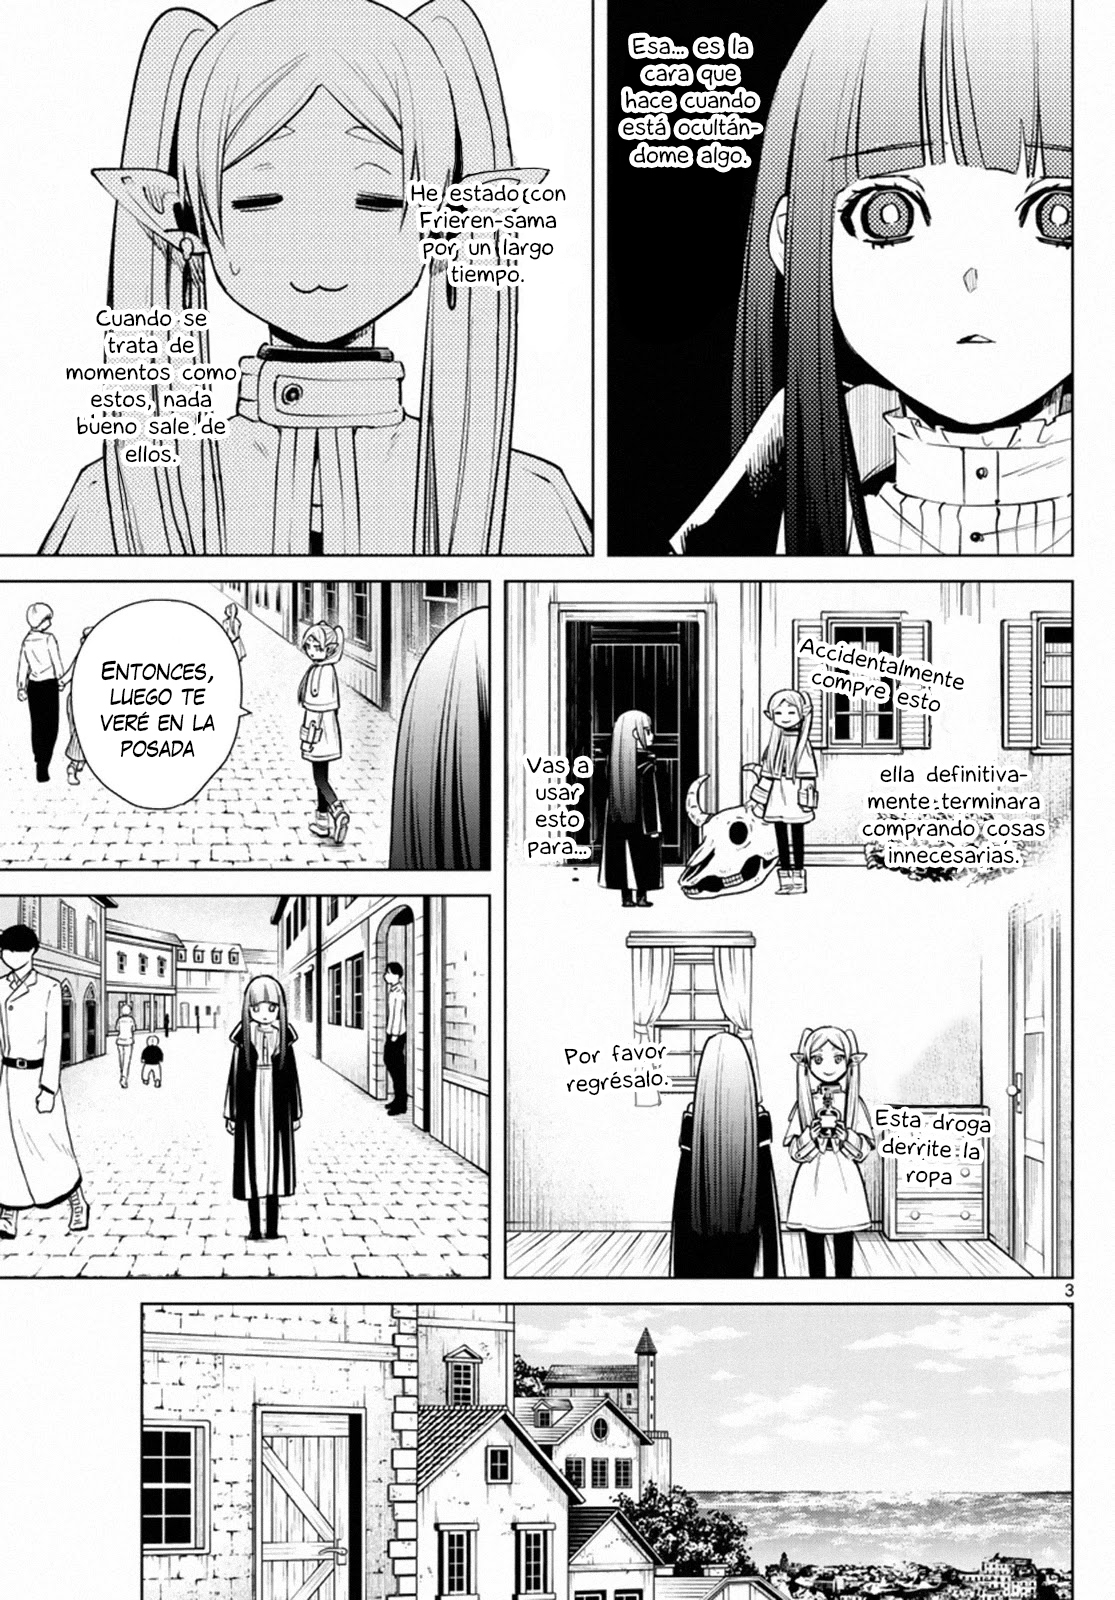 Esa... es la
cara que
hace cuando
está ocultán-
dome algo.
He estado con
Frieren-sama
por un largo
tiempo.
Cuando se
trata de
momentos como
estos, nada
bueno sale de
ellos.
Accidentalmente
compre esto
Vas a
usar
esto
para...
ella definitiva-
mente terminara
comprando cosas
innecesarias.
Por favor
regrésalo.
Esta droga
derrite la
ropa
ENTONCES,
LUEGO TE
VERÉ EN LA
POSADA
3